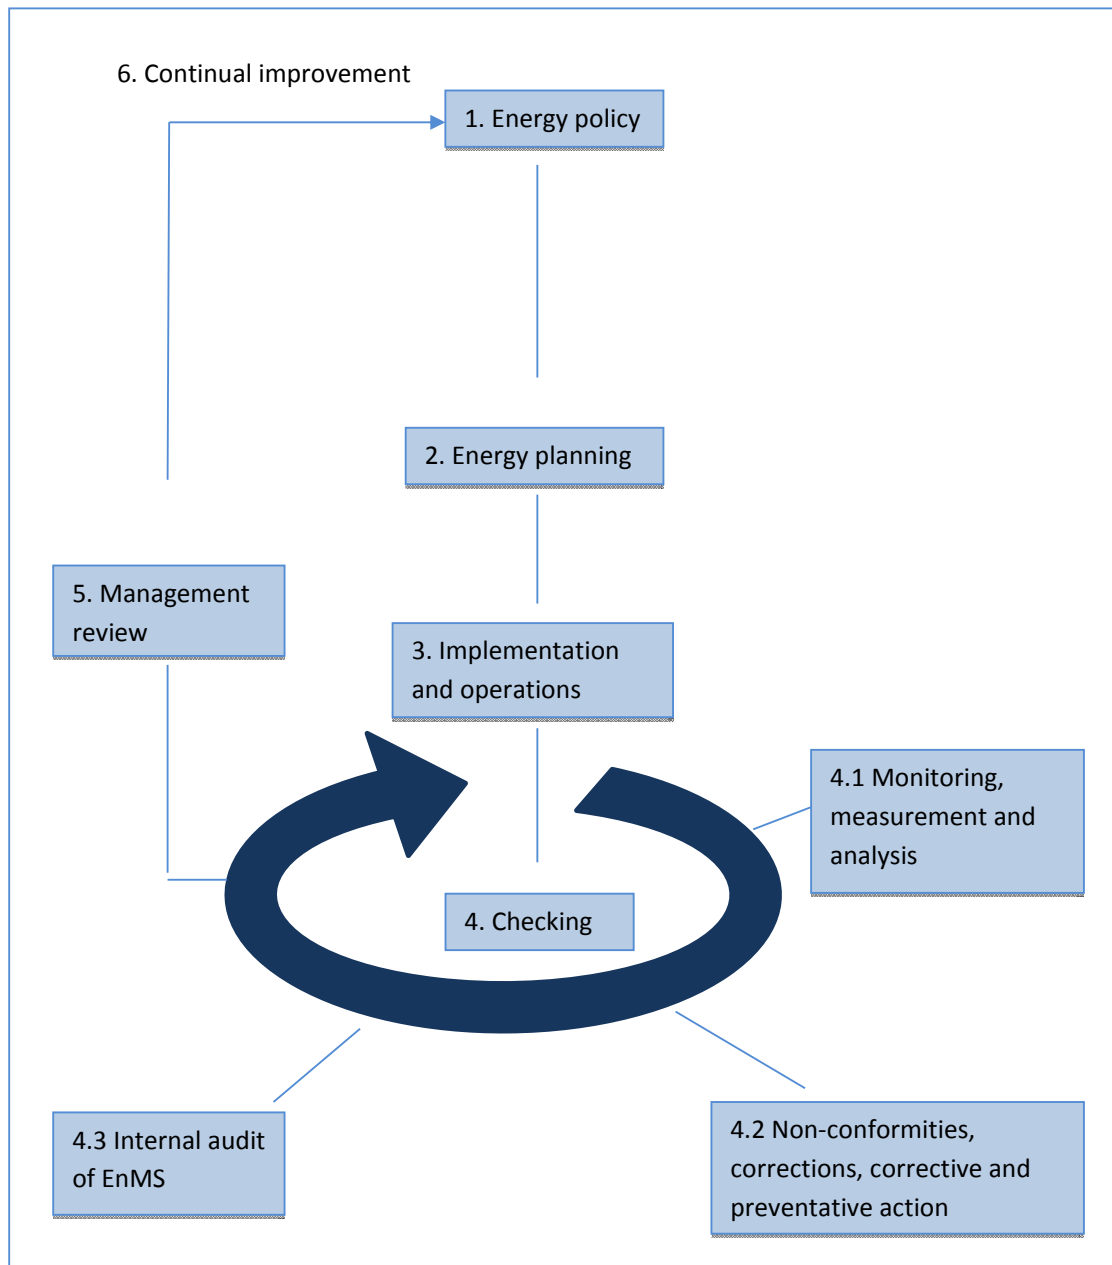 6. Continual improvement
1. Energy policy
2. Energy planning
5. Management
review
3. Implementation
and operations
4.1 Monitoring,
measurement and
analysis
4. Checking
4.3 Internal audit
of EnMS
4.2 Non-conformities,
corrections, corrective and
preventative action